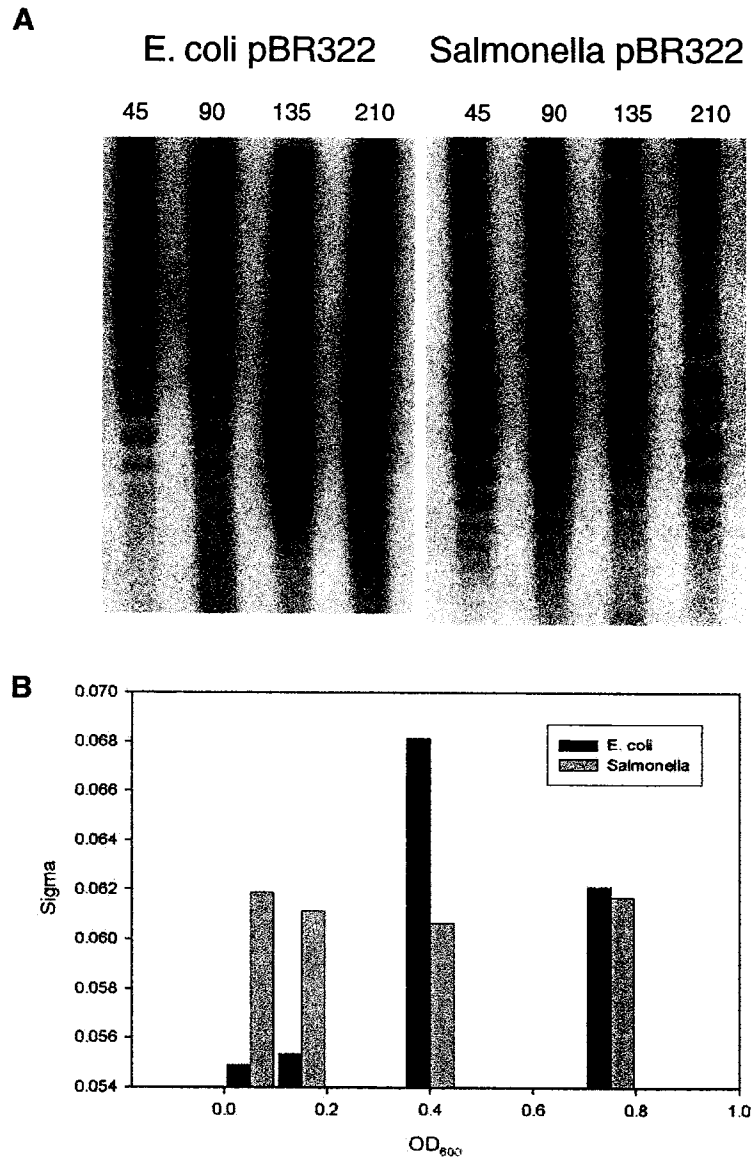 A
E. coli pBR322 Salmonella pBR322
45 90 135 210 45 90 135 210
B
0.070
0.068
0.066
0.064
0.062
0.060
0.058
0.056
0.054
Sigma
E. coli
Salmonella
0.0 0.2 0.4 0.6 0.8 1.0
OD600